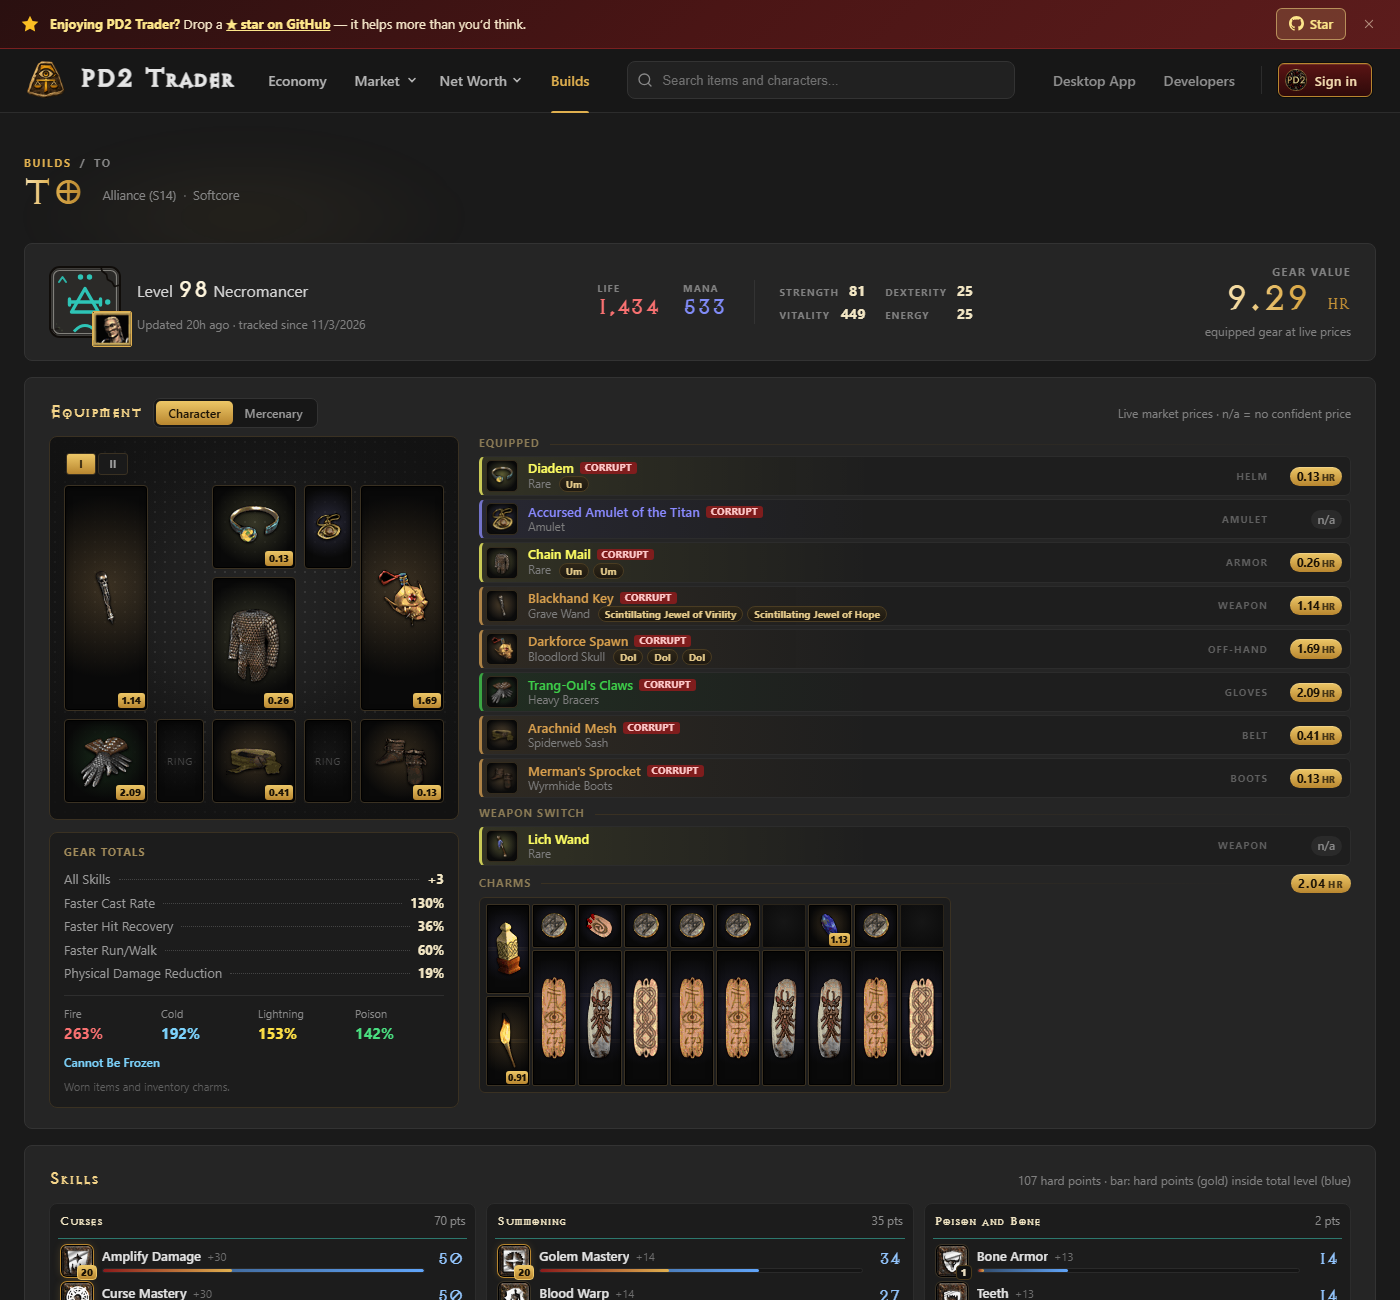 Enjoying PD2 Trader? Drop a ★ star on GitHub — it helps more than you'd think.
Star
PD2 Trader
Economy
Market
Net Worth
Builds
Search items and characters...
Desktop App
Developers
PD2
Sign in
BUILDS / TO
TO
Alliance (S14) · Softcore
Level 98 Necromancer
Updated 20h ago · tracked since 11/3/2026
LIFE
1,434
MANA
533
STRENGTH 81
DEXTERITY 25
VITALITY 449
ENERGY 25
GEAR VALUE
9.29 HR
equipped gear at live prices
Equipment
Character
Mercenary
Live market prices · n/a = no confident price
I
II
0.13
1.14
0.26
1.69
2.09
RING
0.41
RING
0.13
GEAR TOTALS
All Skills +3
Faster Cast Rate 130%
Faster Hit Recovery 36%
Faster Run/Walk 60%
Physical Damage Reduction 19%
Fire Cold Lightning Poison
263% 192% 153% 142%
Cannot Be Frozen
Worn items and inventory charms.
EQUIPPED
Diadem CORRUPT
Rare Um
HELM 0.13 HR
Accursed Amulet of the Titan CORRUPT
Amulet
AMULET n/a
Chain Mail CORRUPT
Rare Um Um
ARMOR 0.26 HR
Blackhand Key CORRUPT
Grave Wand Scintillating Jewel of Virility Scintillating Jewel of Hope
WEAPON 1.14 HR
Darkforce Spawn CORRUPT
Bloodlord Skull Dol Dol Dol
OFF-HAND 1.69 HR
Trang-Oul's Claws CORRUPT
Heavy Bracers
GLOVES 2.09 HR
Arachnid Mesh CORRUPT
Spiderweb Sash
BELT 0.41 HR
Merman's Sprocket CORRUPT
Wyrmhide Boots
BOOTS 0.13 HR
WEAPON SWITCH
Lich Wand
Rare
WEAPON n/a
CHARMS 2.04 HR
1.13
0.91
Skills
107 hard points · bar: hard points (gold) inside total level (blue)
Curses 70 pts
Amplify Damage +30 50
20
Curse Mastery +30 50
Summoning 35 pts
Golem Mastery +14 34
20
Blood Warp +14 27
Poison and Bone 2 pts
Bone Armor +13 14
1
Teeth +13 14